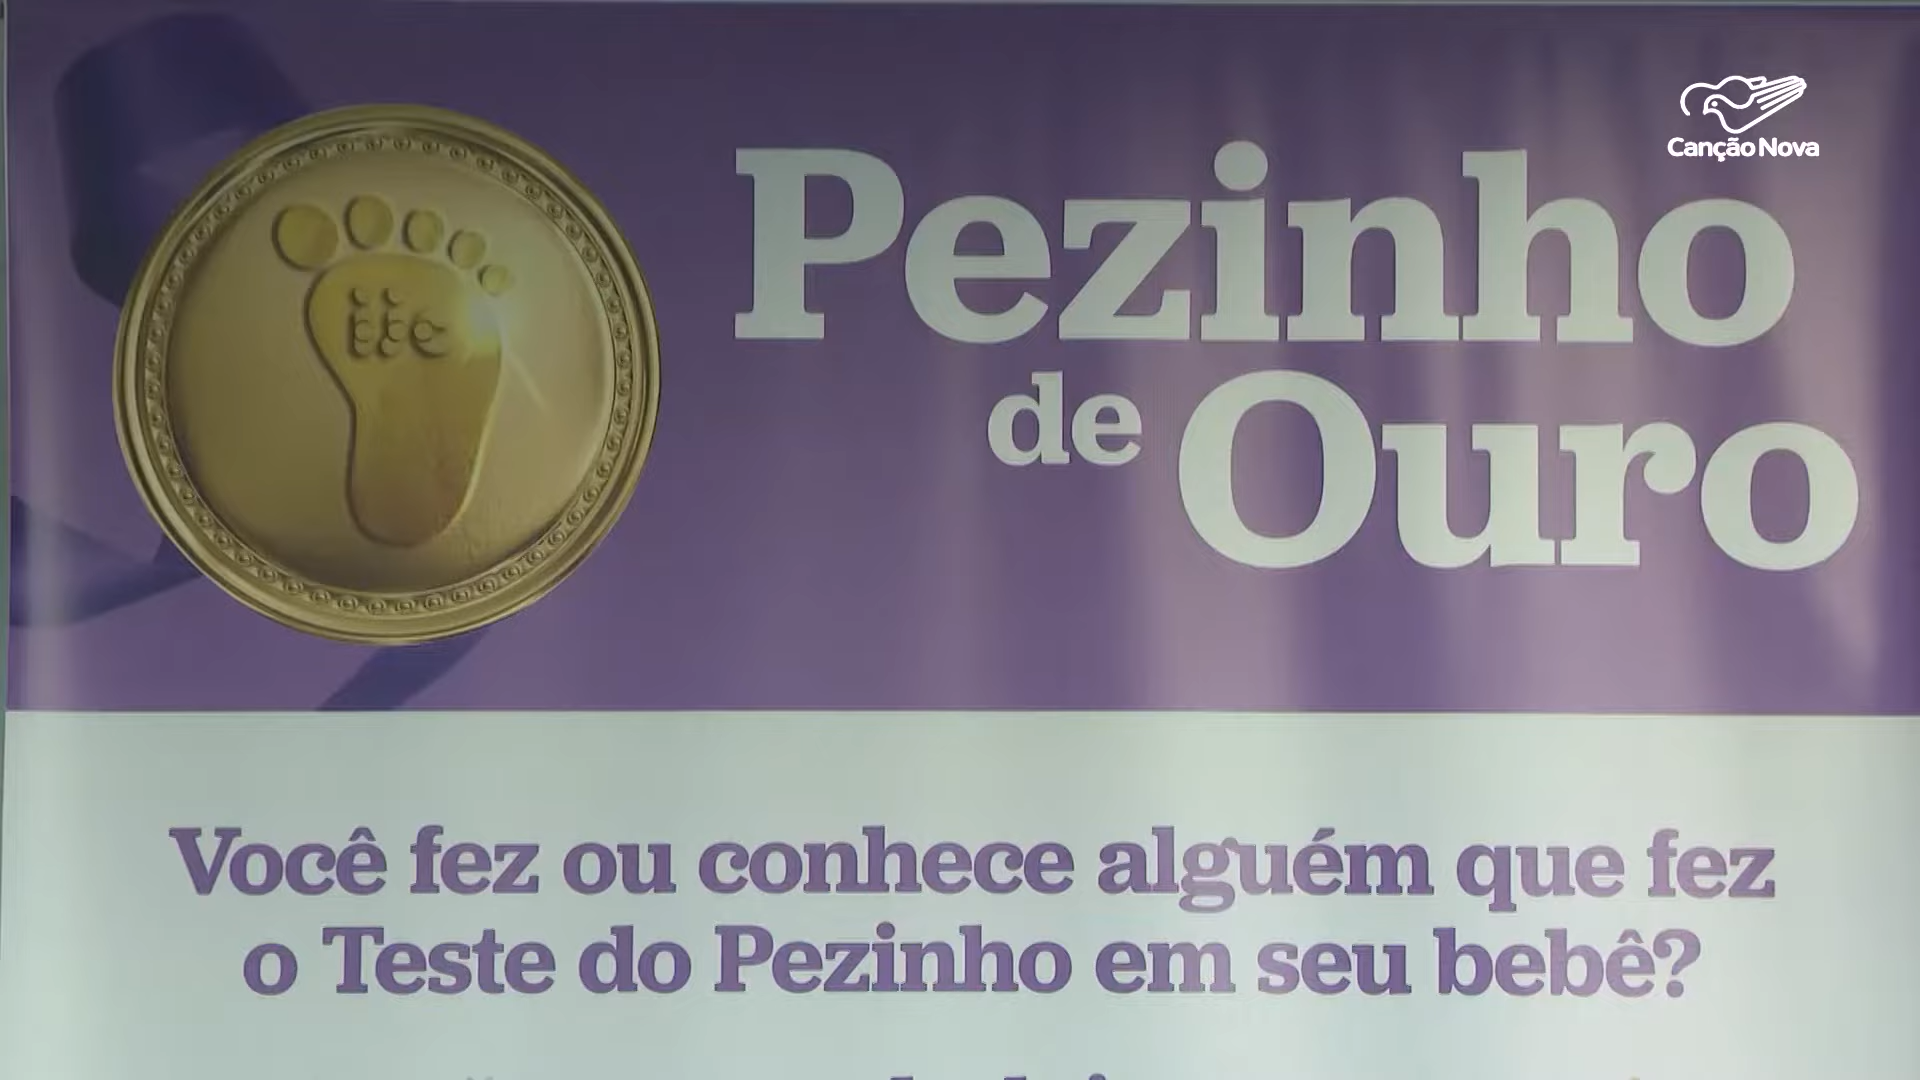 Canção Nova
Pezinho
de Ouro
Você fez ou conhece alguém que fez
o Teste do Pezinho em seu bebê?